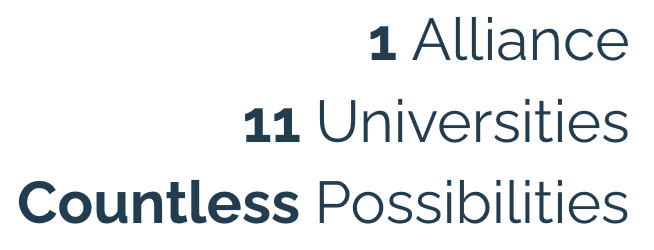 1 Alliance
11 Universities
Countless Possibilities